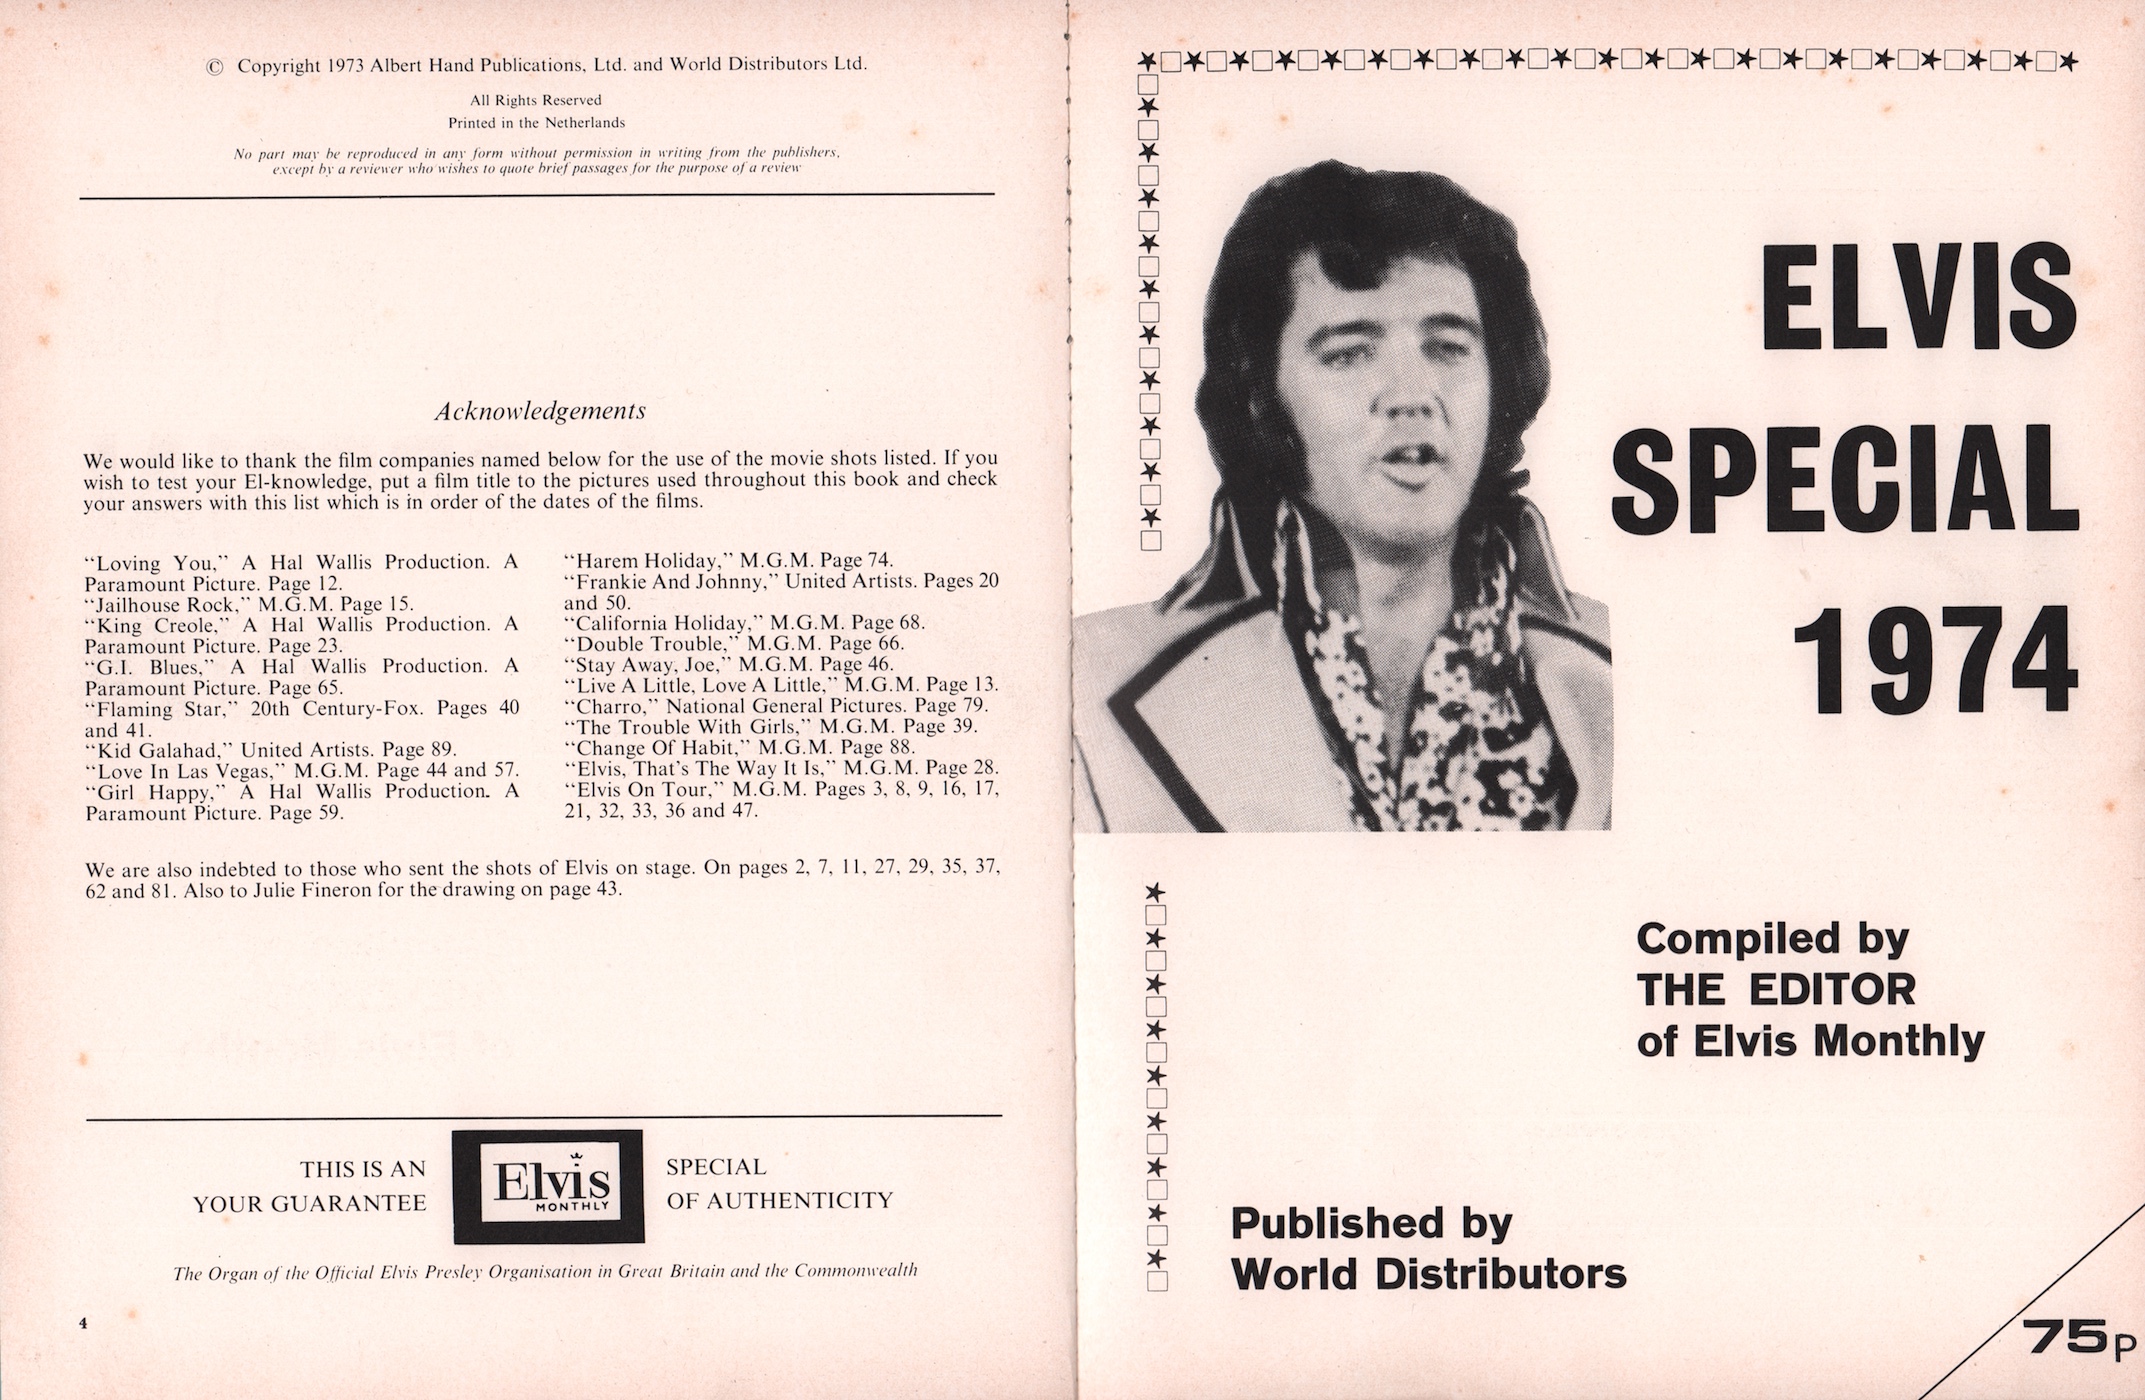 © Copyright 1973 Albert Hand Publications, Ltd. and World Distributors Ltd.
All Rights Reserved
Printed in the Netherlands
No part may be reproduced in any form without permission in writing from the publishers,
except by a reviewer who wishes to quote brief passages for the purpose of a review
Acknowledgements
We would like to thank the film companies named below for the use of the movie shots listed. If you
wish to test your El-knowledge, put a film title to the pictures used throughout this book and check
your answers with this list which is in order of the dates of the films.
“Loving You,” A Hal Wallis Production. A
Paramount Picture. Page 12.
“Jailhouse Rock,” M.G.M. Page 15.
“King Creole,” A Hal Wallis Production. A
Paramount Picture. Page 23.
“G.I. Blues,” A Hal Wallis Production. A
Paramount Picture. Page 65.
“Flaming Star,” 20th Century-Fox. Pages 40
and 41.
“Kid Galahad,” United Artists. Page 89.
“Love In Las Vegas,” M.G.M. Page 44 and 57.
“Girl Happy,” A Hal Wallis Production. A
Paramount Picture. Page 59.
“Harem Holiday,” M.G.M. Page 74.
“Frankie And Johnny,” United Artists. Pages 20
and 50.
“California Holiday,” M.G.M. Page 68.
“Double Trouble,” M.G.M. Page 66.
“Stay Away, Joe,” M.G.M. Page 46.
“Live A Little, Love A Little,” M.G.M. Page 13.
“Charro,” National General Pictures. Page 79.
“The Trouble With Girls,” M.G.M. Page 39.
“Change Of Habit,” M.G.M. Page 88.
“Elvis, That's The Way It Is,” M.G.M. Page 28.
“Elvis On Tour,” M.G.M. Pages 3, 8, 9, 16, 17,
21, 32, 33, 36 and 47.
We are also indebted to those who sent the shots of Elvis on stage. On pages 2, 7, 11, 27, 29, 35, 37,
62 and 81. Also to Julie Fineron for the drawing on page 43.
THIS IS AN
YOUR GUARANTEE
Elvis
MONTHLY
SPECIAL
OF AUTHENTICITY
The Organ of the Official Elvis Presley Organisation in Great Britain and the Commonwealth
4
ELVIS
SPECIAL
1974
Compiled by
THE EDITOR
of Elvis Monthly
Published by
World Distributors
75p